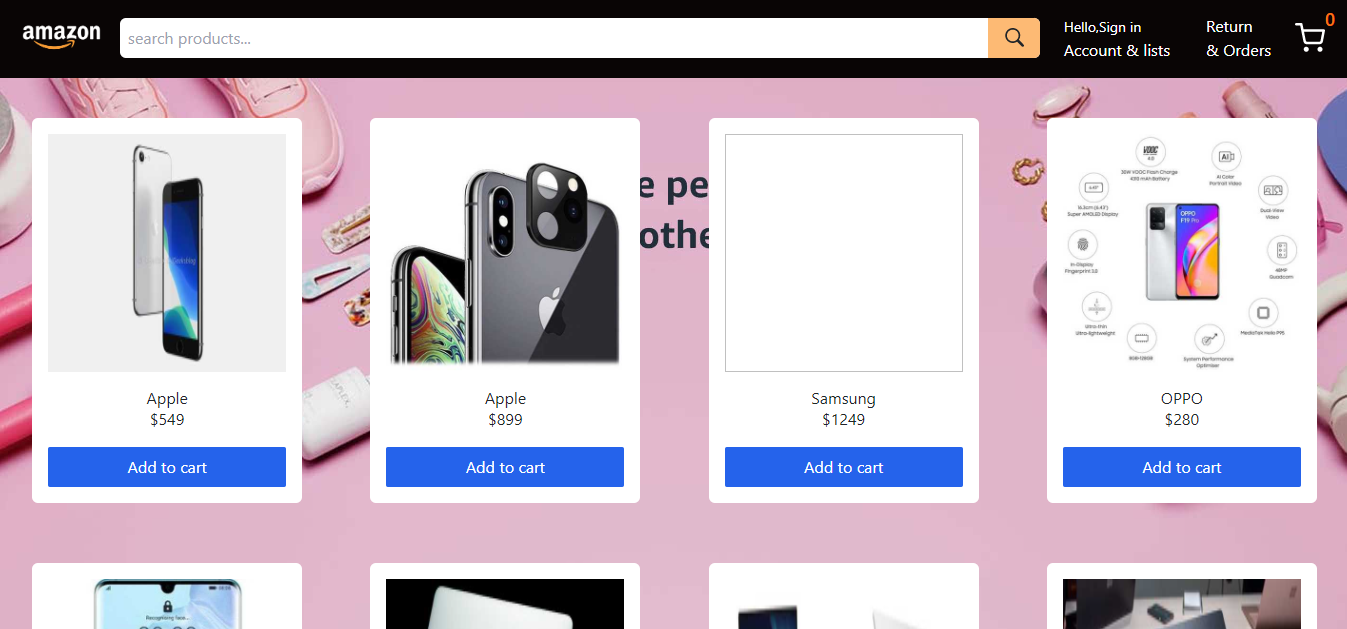 amazon
search products...
Hello,Sign in
Account & lists
Return
& Orders
0
e pe
othe
Apple
$549
Add to cart
Apple
$899
Add to cart
Samsung
$1249
Add to cart
VOOC
4.0
30W VOOC Flash Charge
4310 mAh Battery
AI
AI Color
Portrait Video
16.3cm (6.43")
Super AMOLED Display
Dual-View
Video
OPPO
F19 Pro
In-Display
Fingerprint 3.0
48MP
Quadcam
Ultra-thin
Ultra-lightweight
MediaTek Helio P95
8GB+128GB
System Performance
Optimiser
OPPO
$280
Add to cart